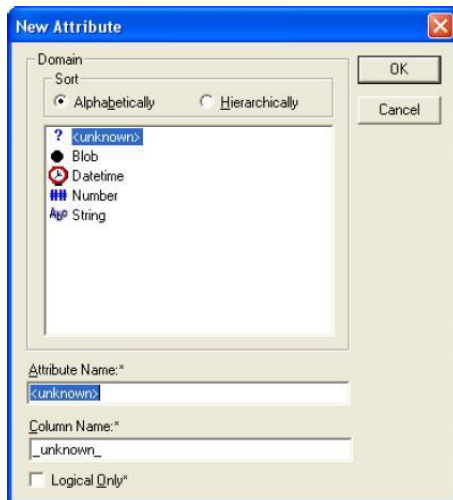 New Attribute
Domain
Sort
Alphabetically
Hierarchically
OK
Cancel
? <unknown>
Blob
Datetime
Number
Abc String
Attribute Name:*
<unknown>
Column Name:*
_unknown_
Logical Only*